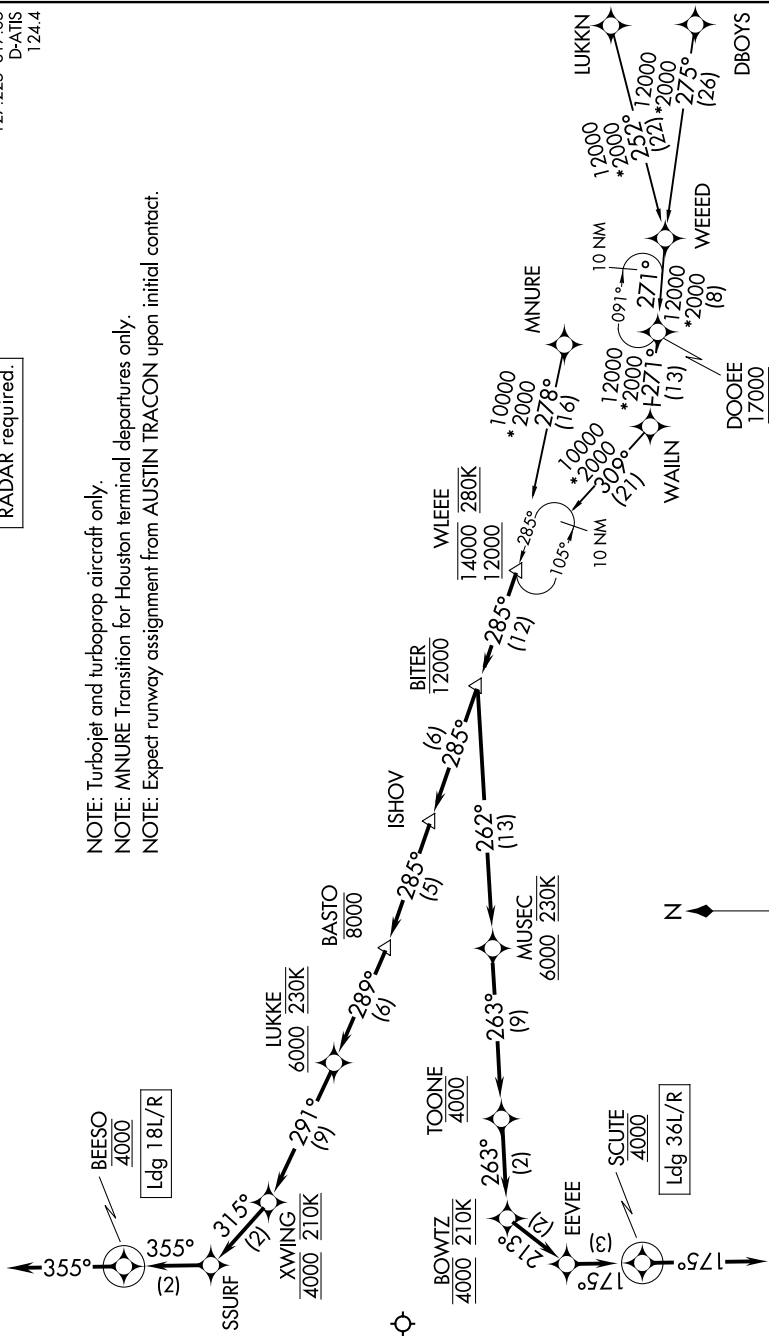 127.225 317.65
D-ATIS
124.4
RADAR required.
NOTE: Turbojet and turboprop aircraft only.
NOTE: MNURE Transition for Houston terminal departures only.
NOTE: Expect runway assignment from AUSTIN TRACON upon initial contact.
LUKKN
12000
*2000
252°
(22)
DBOYS
12000
*2000
275°
(26)
WEEED
10 NM
091°
271°
12000
*2000
(8)
DOOEE
17000
12000
*2000
271°
(13)
WAILN
10000
*2000
309°
(21)
MNURE
10000
*2000
278°
(16)
WLEEE
14000 280K
12000
285°
105°
10 NM
285°
(12)
BITER
12000
285°
(6)
ISHOV
285°
(5)
BASTO
8000
289°
(6)
LUKKE
6000 230K
291°
(9)
XWING
4000 210K
315°
(2)
SSURF
355°
(2)
BEESO
4000
Ldg 18L/R
355°
262°
(13)
MUSEC
6000 230K
263°
(9)
TOONE
4000
263°
(2)
BOWTZ
4000 210K
213°
(2)
EEVEE
175°
(3)
SCUTE
4000
Ldg 36L/R
175°
N